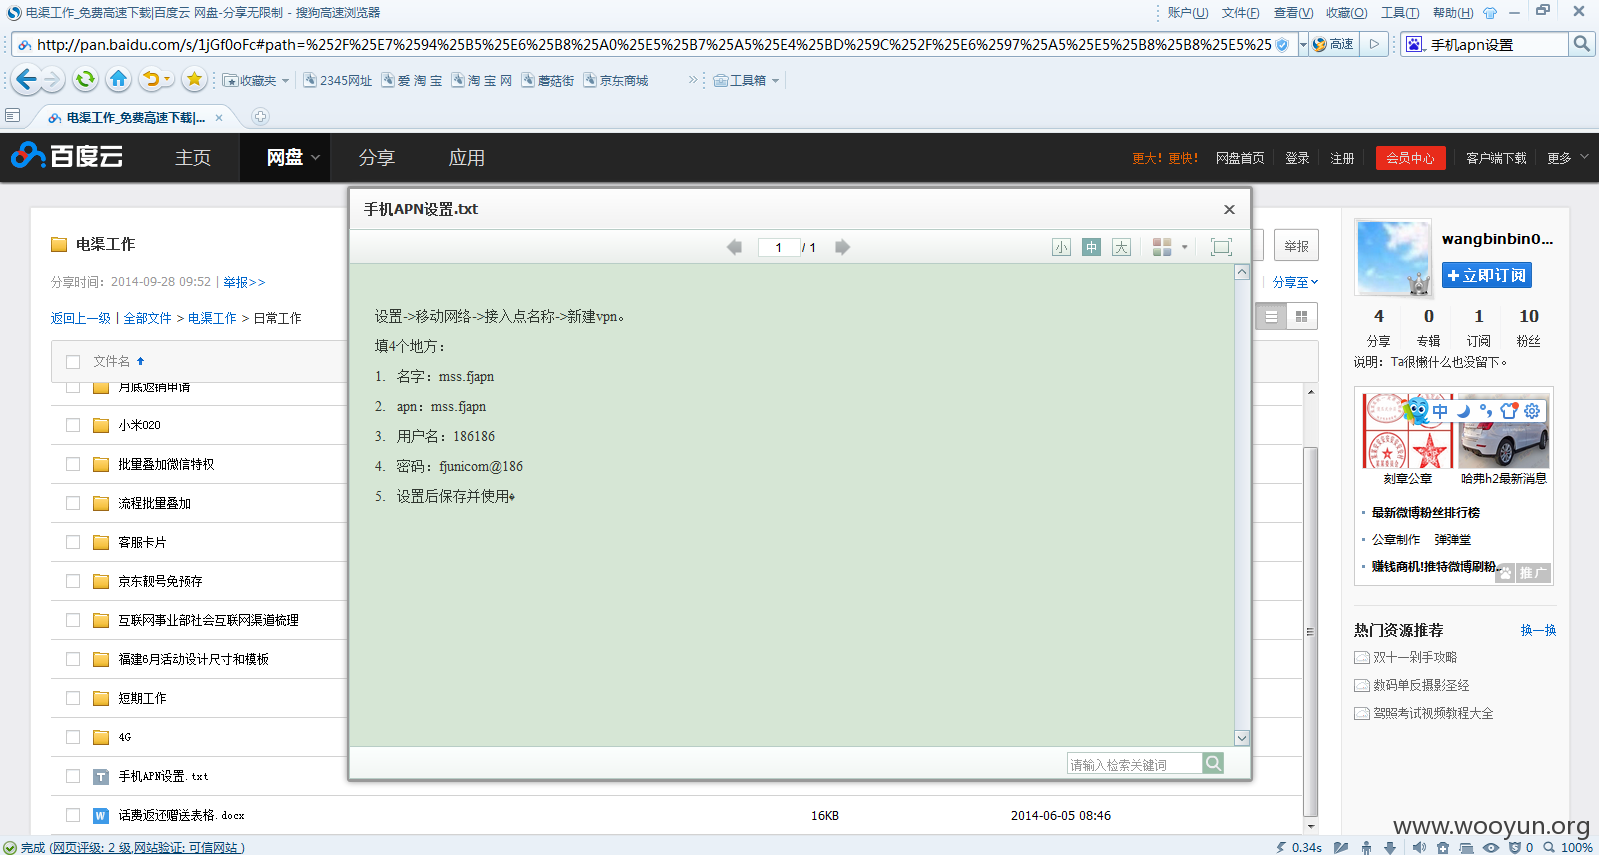 电渠工作_免费高速下载|百度云 网盘-分享无限制 - 搜狗高速浏览器
账户(U) 文件(F) 查看(V) 收藏(O) 工具(T) 帮助(H)
http://pan.baidu.com/s/1jGf0oFc#path=%252F%25E7%2594%25B5%25E6%25B8%25A0%25E5%25B7%25A5%25E4%25BD%259C%252F%25E6%2597%25A5%25E5%25B8%25B8%25E5%25
高速
手机apn设置
收藏夹 2345网址 爱 淘 宝 淘 宝 网 蘑菇街 京东商城 » 工具箱
电渠工作_免费高速下载|...
百度云 主页 网盘 分享 应用 更大！更快！ 网盘首页 登录 注册 会员中心 客户端下载 更多
手机APN设置.txt
1 / 1 小 中 大
电渠工作
分享时间：2014-09-28 09:52 | 举报>>
返回上一级 | 全部文件 > 电渠工作 > 日常工作
举报
分享至
文件名
月底返销申请
小米020
批量叠加微信特权
流程批量叠加
客服卡片
京东靓号免预存
互联网事业部社会互联网渠道梳理
福建6月活动设计尺寸和模板
短期工作
4G
手机APN设置.txt
话费返还赠送表格.docx 16KB 2014-06-05 08:46
设置->移动网络->接入点名称->新建vpn。
填4个地方：
1. 名字：mss.fjapn
2. apn：mss.fjapn
3. 用户名：186186
4. 密码：fjunicom@186
5. 设置后保存并使用
请输入检索关键词
wangbinbin0...
+立即订阅
4 0 1 10
分享 专辑 订阅 粉丝
说明：Ta很懒什么也没留下。
中
刻章公章 哈弗h2最新消息
最新微博粉丝排行榜
公章制作 弹弹堂
赚钱商机!推特微博刷粉..
推广
热门资源推荐 换一换
双十一剁手攻略
数码单反摄影圣经
驾照考试视频教程大全
www.wooyun.org
完成 (网页评级: 2 级,网站验证: 可信网站 )
0.34s 0 100%